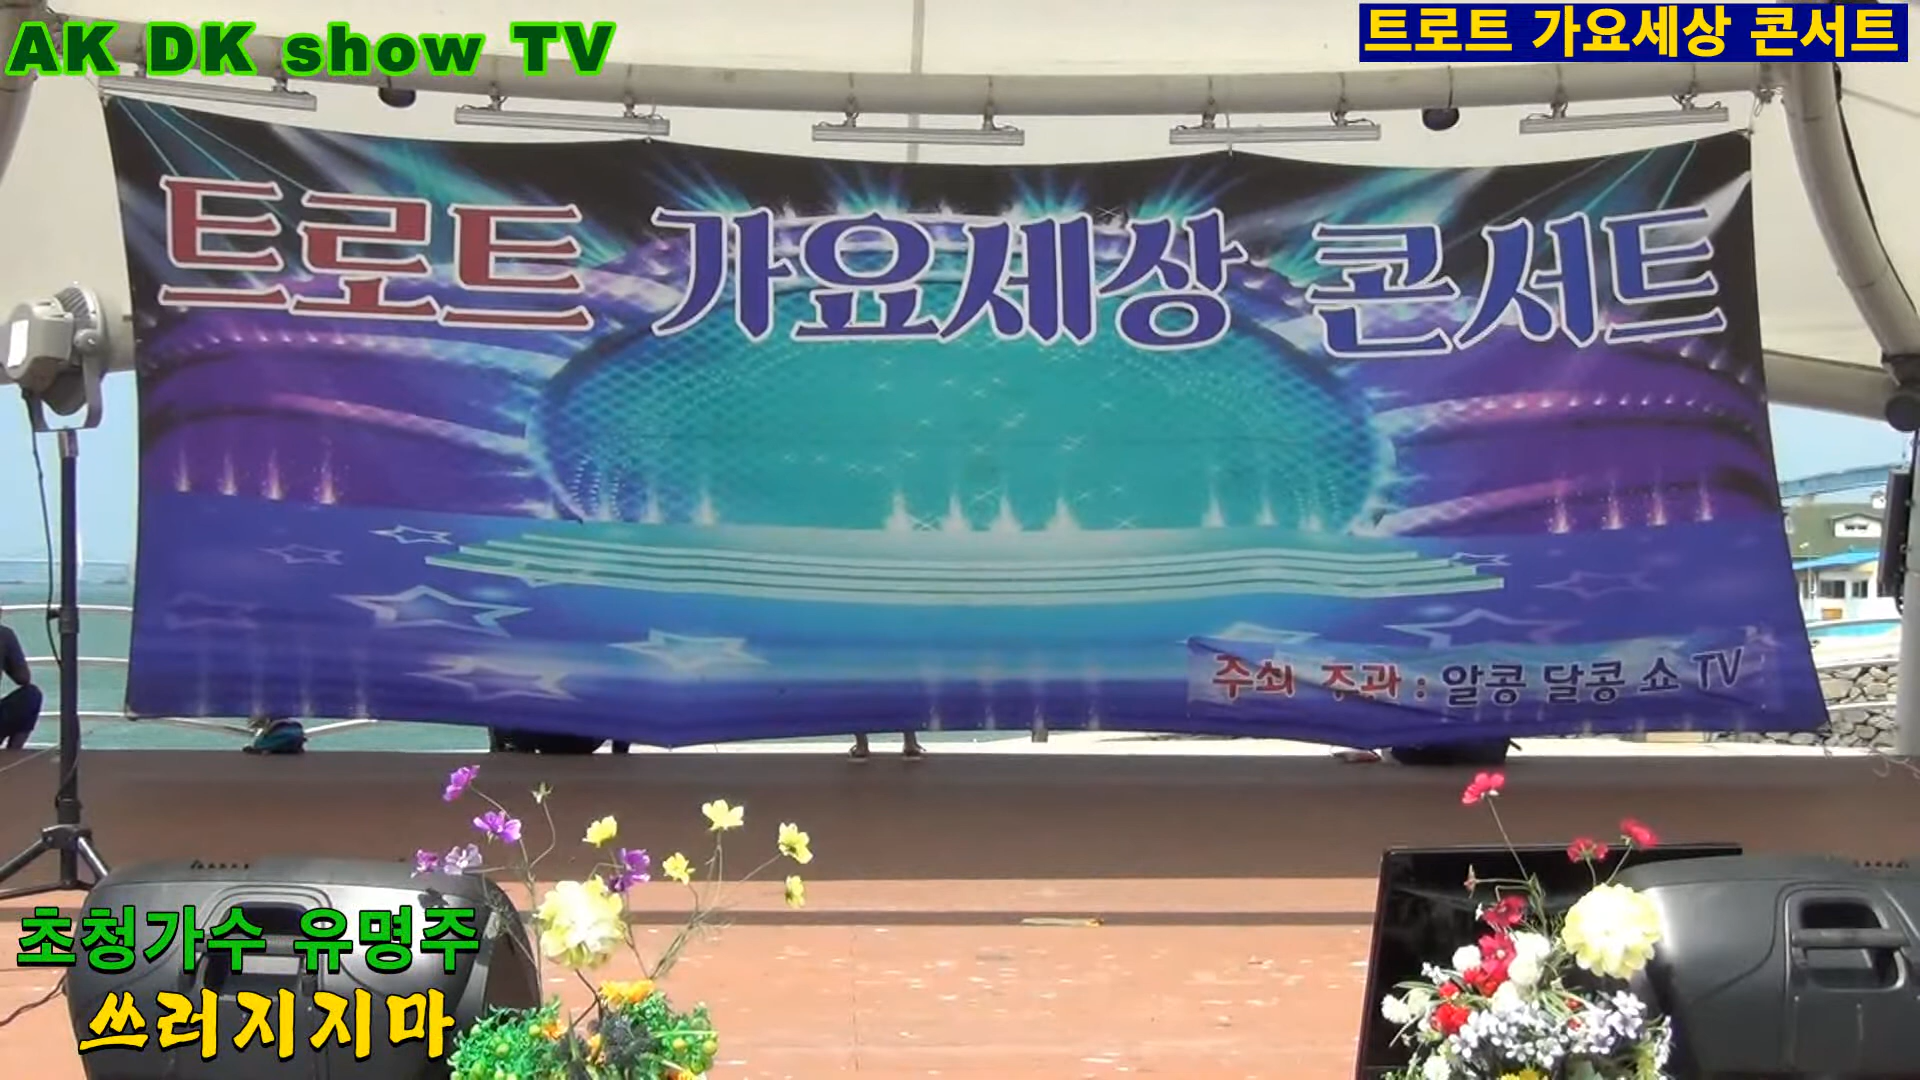 AK DK show TV
트로트 가요세상 콘서트
트로트 가요세상 콘서트
주쇠 주과 : 알콩 달콩 쇼 TV
초청가수 유명주
쓰러지지마